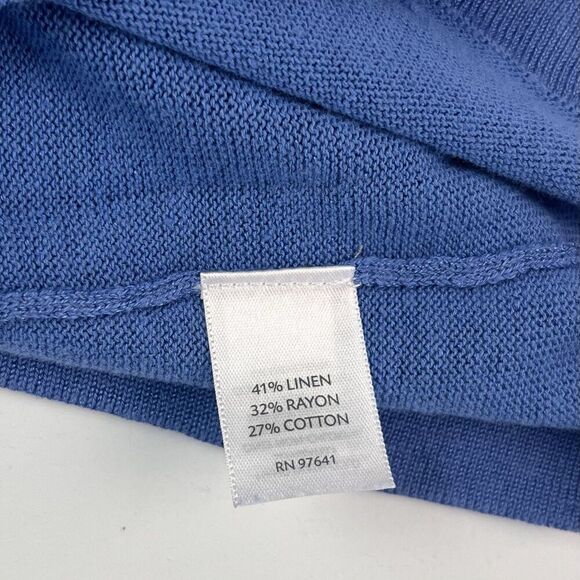 41% LINEN
32% RAYON
27% COTTON
RN 97641